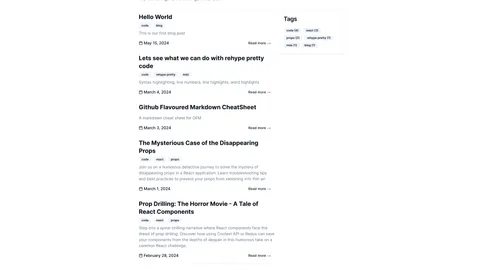 Hello World
code blog
This is our first blog post
May 15, 2024 Read more →
Lets see what we can do with rehype pretty
code
code rehype pretty
Syntax highlighting, line numbers, line highlights, word highlights
March 4, 2024 Read more →
Github Flavoured Markdown CheatSheet
A markdown cheat sheet for GFM
March 3, 2024 Read more →
The Mysterious Case of the Disappearing
Props
code react props
Join us on a humorous detective journey to solve the mystery of
disappearing props in a React application. Learn troubleshooting tips
and best practices to prevent your props from vanishing into thin air.
March 1, 2024 Read more →
Prop Drilling: The Horror Movie - A Tale of
React Components
code react props
Step into a spine-chilling narrative where React components face the
dread of prop drilling. Discover how using Context API or Redux can save
your components from the depths of despair in this humorous take on a
common React challenge.
February 28, 2024 Read more →
Tags
code (5) react (2)
props (2) rehype pretty (1)
blog (1)